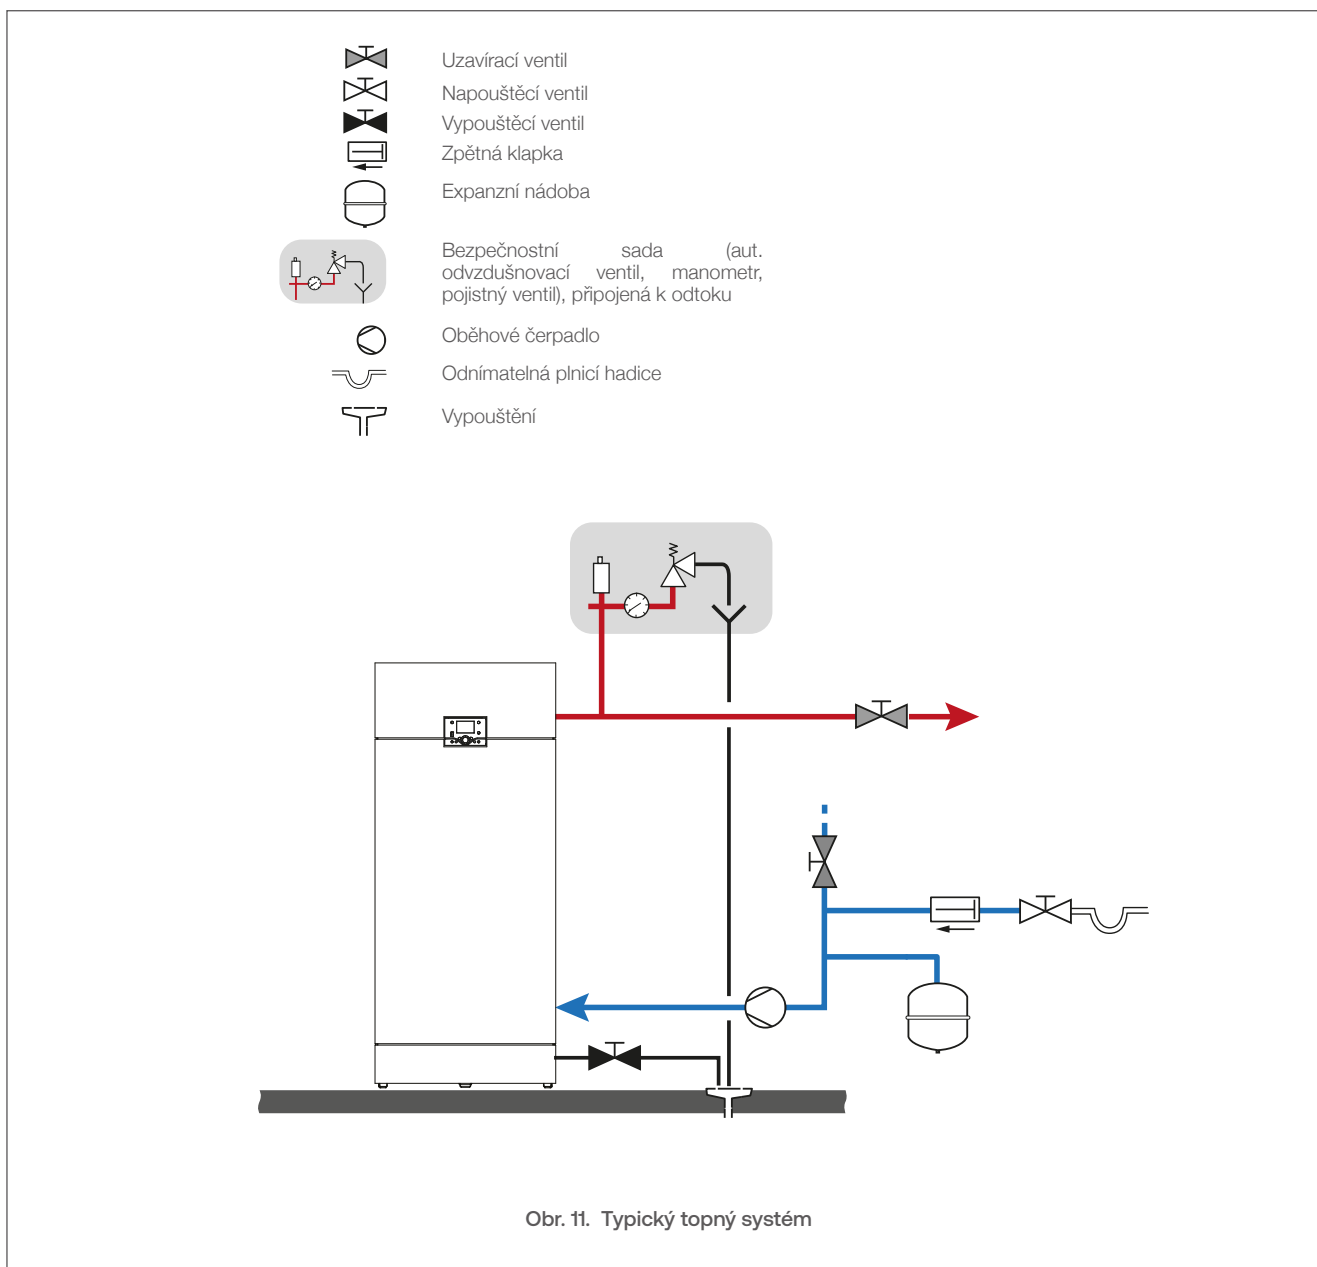 Uzavírací ventil
Napouštěcí ventil
Vypouštěcí ventil
Zpětná klapka
Expanzní nádoba
Bezpečnostní sada (aut.
odvzdušnovací ventil, manometr,
pojistný ventil), připojená k odtoku
Oběhové čerpadlo
Odnímatelná plnicí hadice
Vypouštění
Obr. 11. Typický topný systém